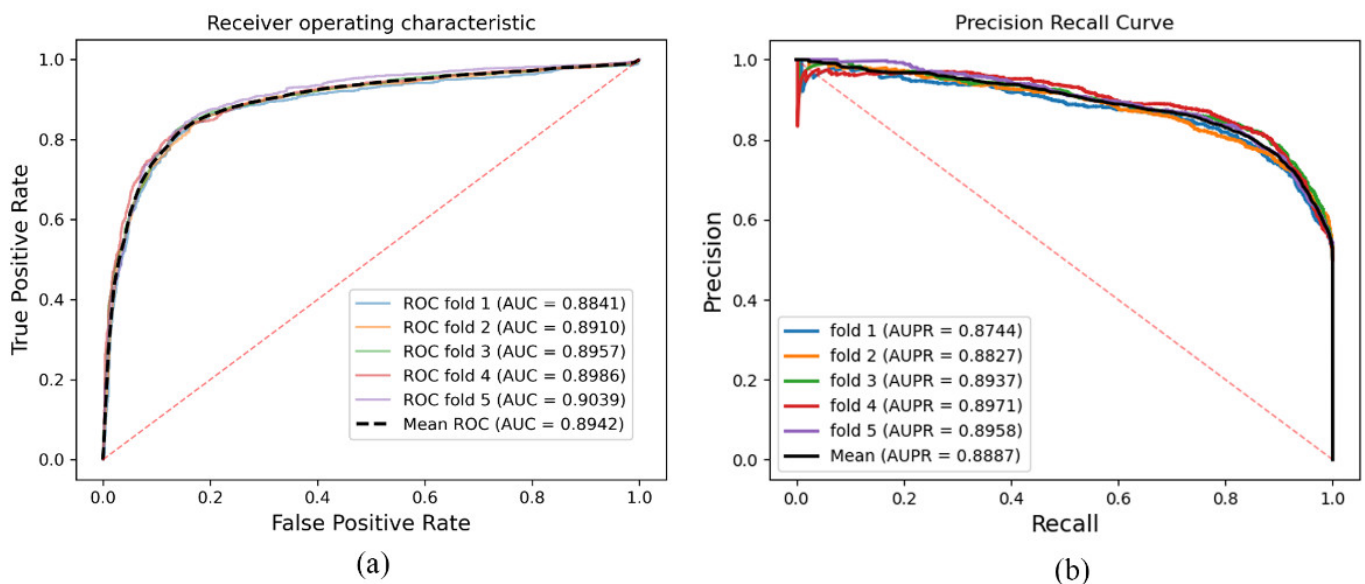 Receiver operating characteristic
1.0
0.8
0.6
0.4
0.2
0.0
True Positive Rate
ROC fold 1 (AUC = 0.8841)
ROC fold 2 (AUC = 0.8910)
ROC fold 3 (AUC = 0.8957)
ROC fold 4 (AUC = 0.8986)
ROC fold 5 (AUC = 0.9039)
Mean ROC (AUC = 0.8942)
0.0 0.2 0.4 0.6 0.8 1.0
False Positive Rate
(a)
Precision Recall Curve
1.0
0.8
0.6
0.4
0.2
0.0
Precision
fold 1 (AUPR = 0.8744)
fold 2 (AUPR = 0.8827)
fold 3 (AUPR = 0.8937)
fold 4 (AUPR = 0.8971)
fold 5 (AUPR = 0.8958)
Mean (AUPR = 0.8887)
0.0 0.2 0.4 0.6 0.8 1.0
Recall
(b)